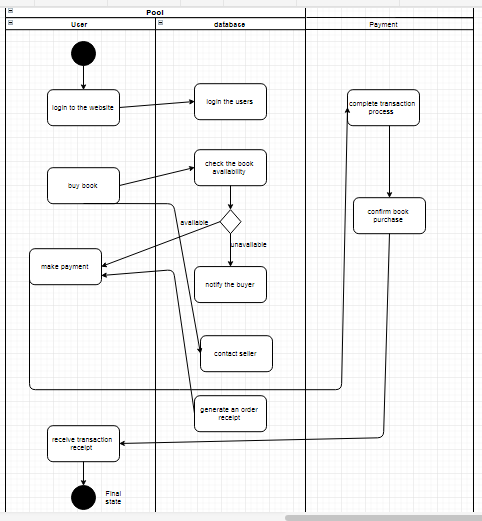 Pool
User
database
Payment
login to the website
login the users
complete transaction
process
check the book
availability
buy book
confirm book
purchase
available
unavailable
make payment
notify the buyer
contact seller
generate an order
receipt
receive transaction
receipt
Final
state